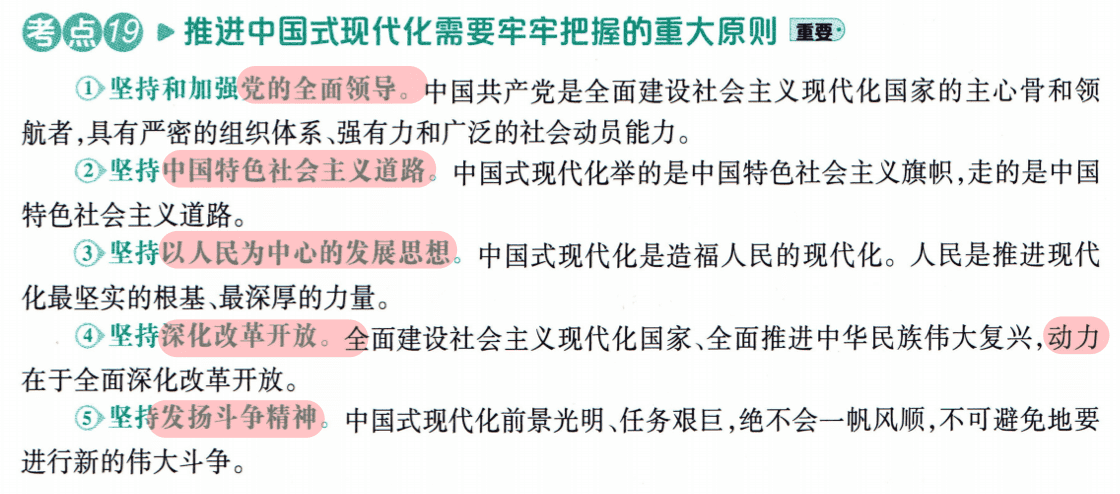 考点19 ▶ 推进中国式现代化需要牢牢把握的重大原则 重要
①坚持和加强党的全面领导。中国共产党是全面建设社会主义现代化国家的主心骨和领
航者,具有严密的组织体系、强有力和广泛的社会动员能力。
②坚持中国特色社会主义道路。中国式现代化举的是中国特色社会主义旗帜,走的是中国
特色社会主义道路。
③坚持以人民为中心的发展思想。中国式现代化是造福人民的现代化。人民是推进现代
化最坚实的根基、最深厚的力量。
④坚持深化改革开放。全面建设社会主义现代化国家、全面推进中华民族伟大复兴,动力
在于全面深化改革开放。
⑤坚持发扬斗争精神。中国式现代化前景光明、任务艰巨,绝不会一帆风顺,不可避免地要
进行新的伟大斗争。